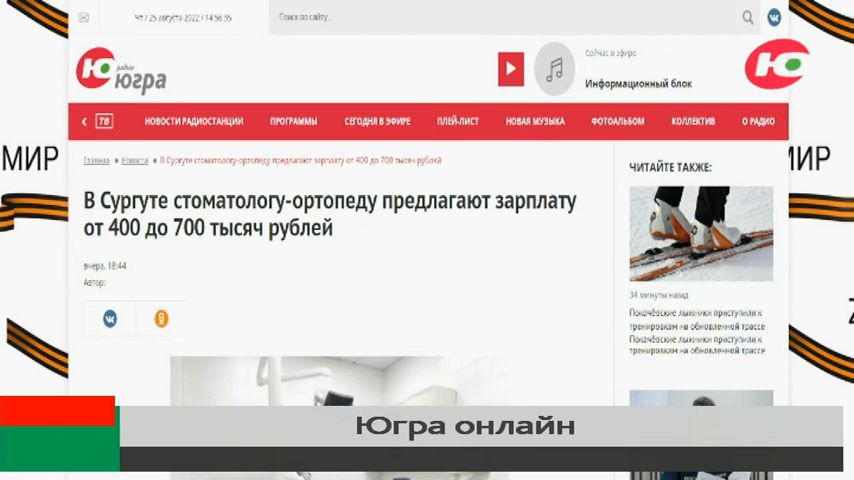 Чт / 25 августа 2022 / 14:56:35
Поиск по сайту...
Ю
радио
Югра
Сейчас в эфире
Информационный блок
Ю
ТВ
НОВОСТИ РАДИОСТАНЦИИ
ПРОГРАММЫ
СЕГОДНЯ В ЭФИРЕ
ПЛЕЙ-ЛИСТ
НОВАЯ МУЗЫКА
ФОТОАЛЬБОМ
КОЛЛЕКТИВ
О РАДИО
МИР
МИР
Главная
Новости
В Сургуте стоматологу-ортопеду предлагают зарплату от 400 до 700 тысяч рублей
В Сургуте стоматологу-ортопеду предлагают зарплату
от 400 до 700 тысяч рублей
вчера, 18:44
Автор:
ЧИТАЙТЕ ТАКЖЕ:
34 минуты назад
Покачёвские лыжники приступили к
тренировкам на обновленной трассе
Покачёвские лыжники приступили к
тренировкам на обновленной трассе
Z
Югра онлайн